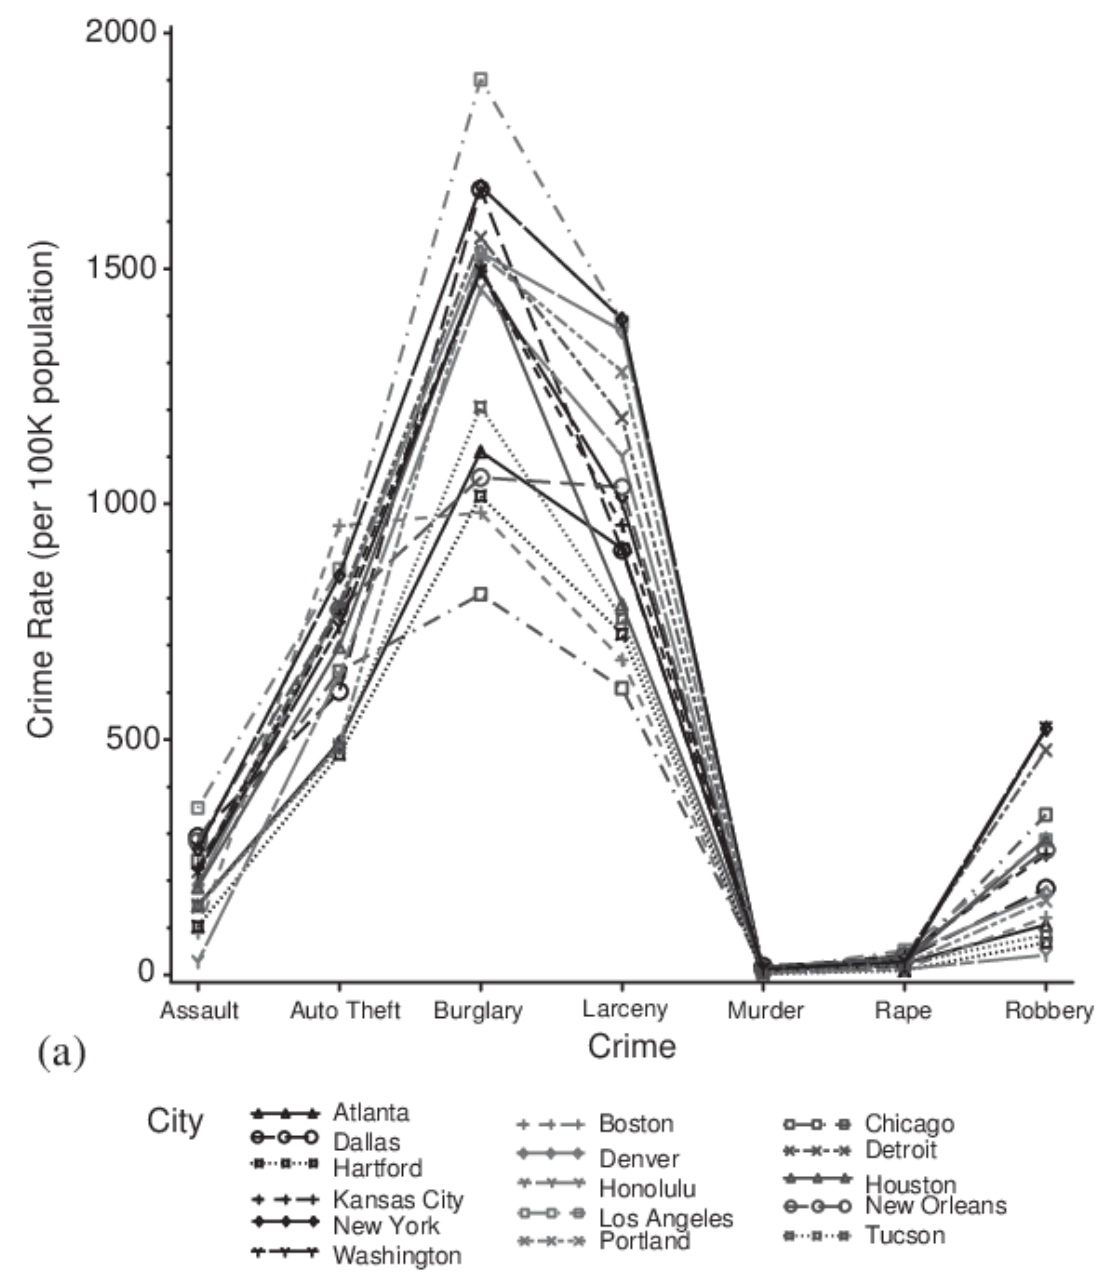 2000
1500
1000
500
0
Crime Rate (per 100K population)
Assault Auto Theft Burglary Larceny Murder Rape Robbery
Crime
(a)
City
Atlanta
Dallas
Hartford
Kansas City
New York
Washington
Boston
Denver
Honolulu
Los Angeles
Portland
Chicago
Detroit
Houston
New Orleans
Tucson